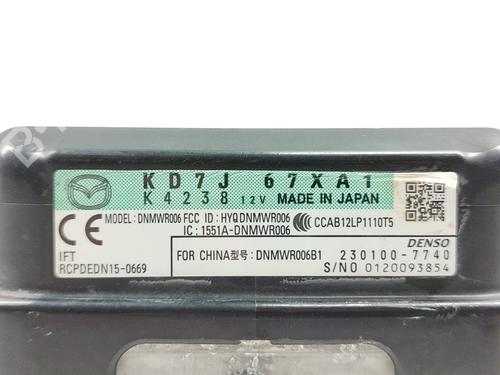 KD7J 67XA1
K4238 12V MADE IN JAPAN
MODEL: DNMWR006 FCC ID: HYQDNMWR006
IC: 1551A-DNMWR006
CCAB12LP1110T5
IFT
RCPDEDN15-0669
FOR CHINA型号: DNMWR006B1
DENSO
230100-7740
S/NO 0120093854